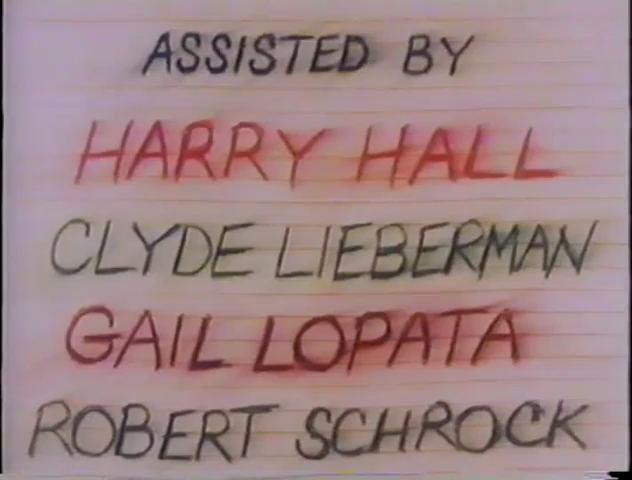 ASSISTED BY
HARRY HALL
CLYDE LIEBERMAN
GAIL LOPATA
ROBERT SCHROCK